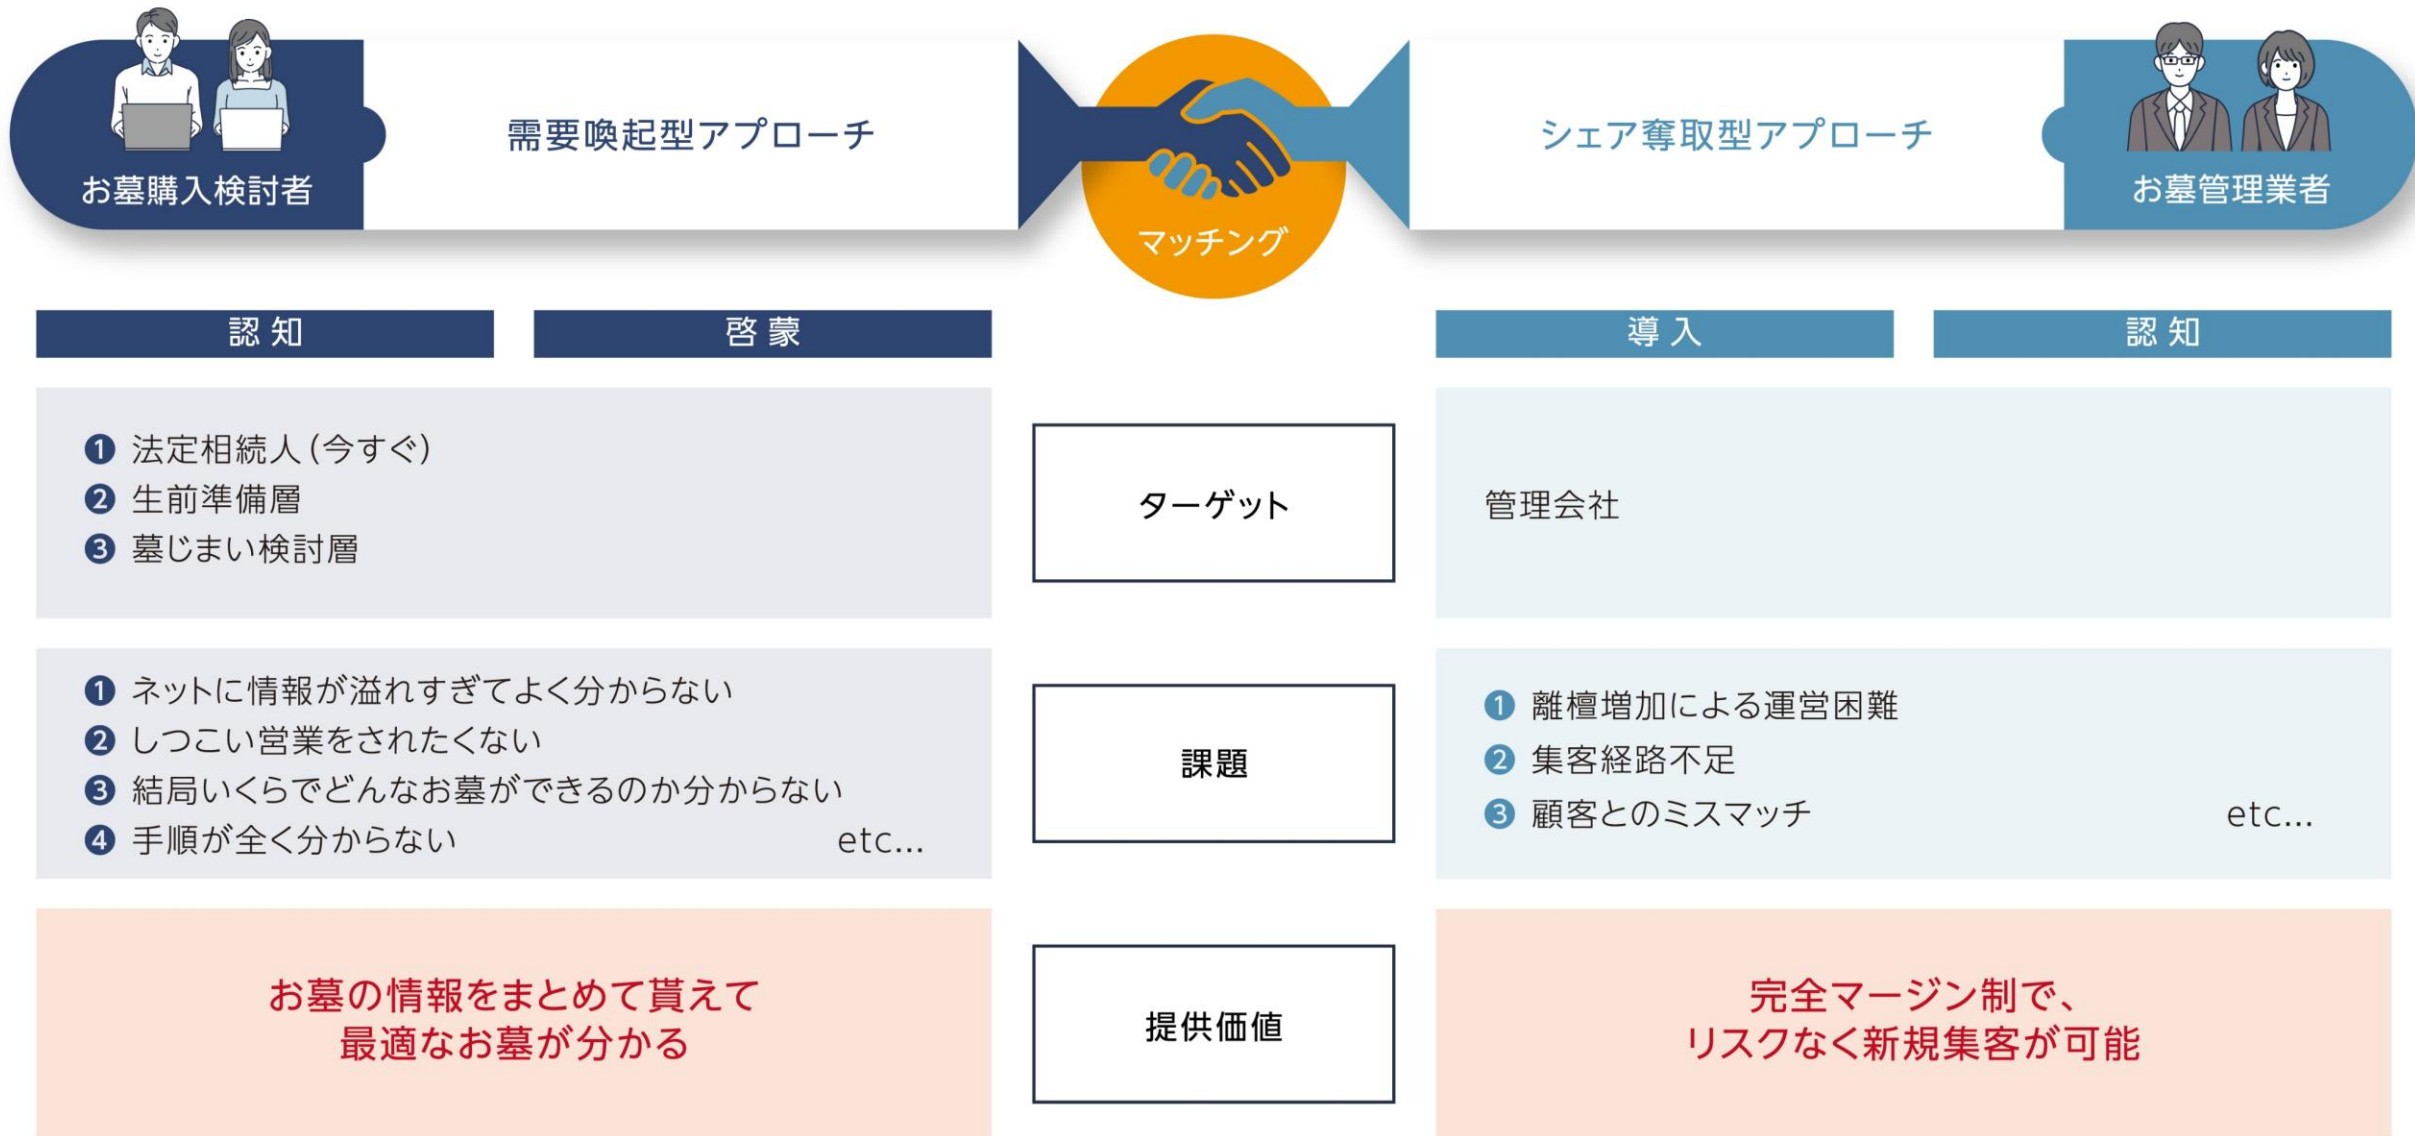 お墓購入検討者
需要喚起型アプローチ
マッチング
シェア奪取型アプローチ
お墓管理業者
認知
啓蒙
導入
認知
❶ 法定相続人(今すぐ)
❷ 生前準備層
❸ 墓じまい検討層
ターゲット
管理会社
❶ ネットに情報が溢れすぎてよく分からない
❷ しつこい営業をされたくない
❸ 結局いくらでどんなお墓ができるのか分からない
❹ 手順が全く分からない etc...
課題
❶ 離檀増加による運営困難
❷ 集客経路不足
❸ 顧客とのミスマッチ etc...
お墓の情報をまとめて貰えて
最適なお墓が分かる
提供価値
完全マージン制で、
リスクなく新規集客が可能